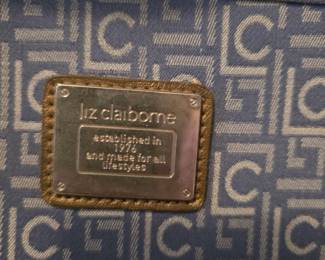 liz claiborne
established in
1976
and made for all
lifestyles